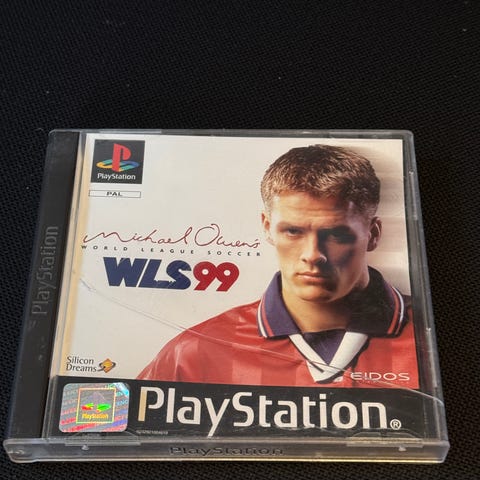 PlayStation
PAL
Michael Owen's
WORLD LEAGUE SOCCER
WLS99
Silicon
Dreams
EIDOS
PlayStation®
PlayStation
PlayStation